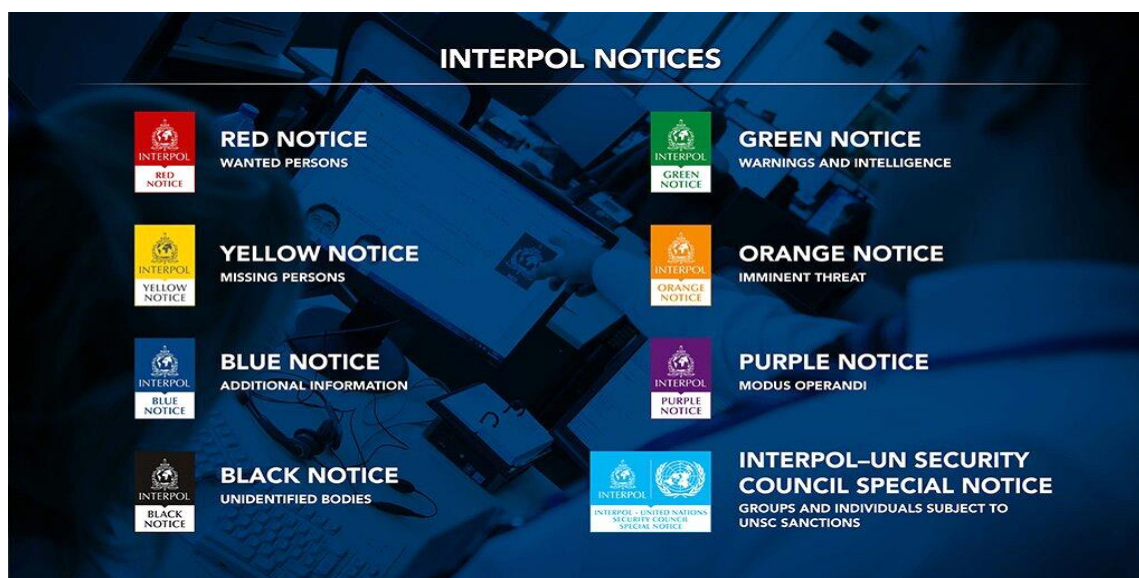 INTERPOL NOTICES
INTERPOL
RED
NOTICE
RED NOTICE
WANTED PERSONS
INTERPOL
YELLOW
NOTICE
YELLOW NOTICE
MISSING PERSONS
INTERPOL
BLUE
NOTICE
BLUE NOTICE
ADDITIONAL INFORMATION
INTERPOL
BLACK
NOTICE
BLACK NOTICE
UNIDENTIFIED BODIES
INTERPOL
GREEN
NOTICE
GREEN NOTICE
WARNINGS AND INTELLIGENCE
INTERPOL
ORANGE
NOTICE
ORANGE NOTICE
IMMINENT THREAT
INTERPOL
PURPLE
NOTICE
PURPLE NOTICE
MODUS OPERANDI
INTERPOL
INTERPOL - UNITED NATIONS
SECURITY COUNCIL
SPECIAL NOTICE
INTERPOL–UN SECURITY
COUNCIL SPECIAL NOTICE
GROUPS AND INDIVIDUALS SUBJECT TO
UNSC SANCTIONS